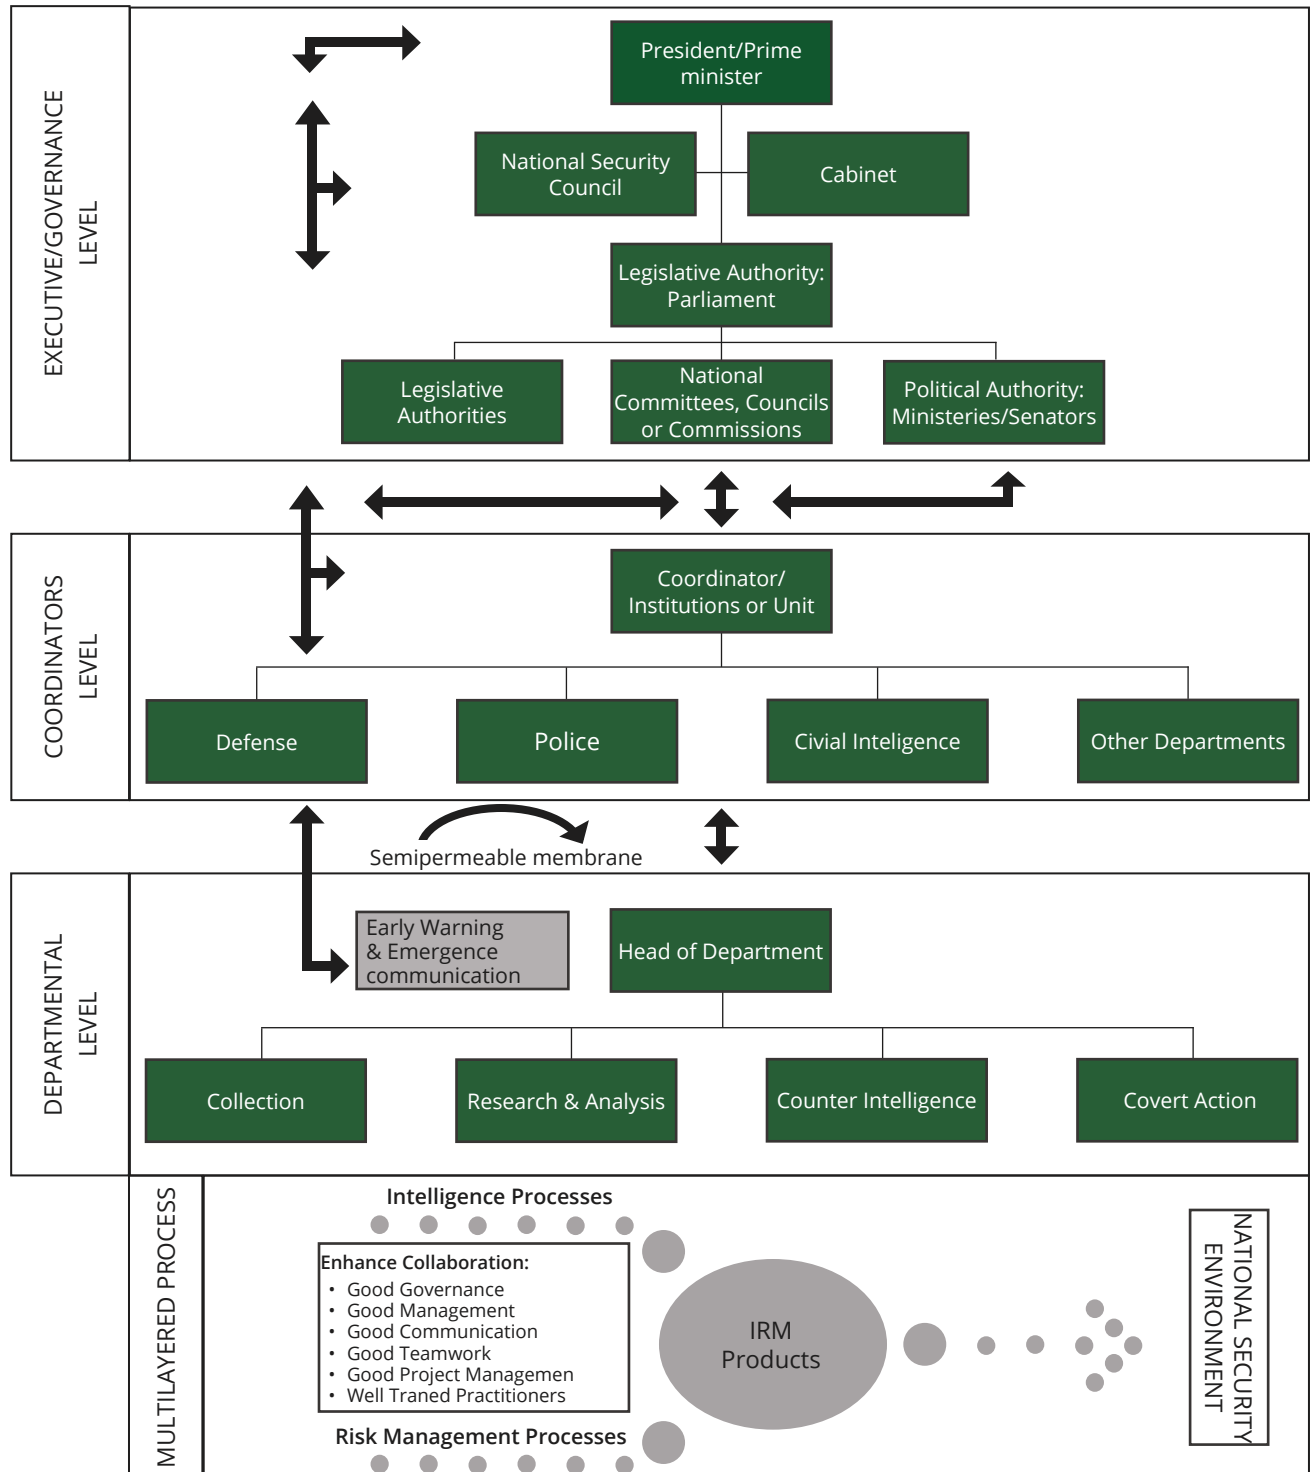 EXECUTIVE/GOVERNANCE
LEVEL
President/Prime
minister
National Security
Council
Cabinet
Legislative Authority:
Parliament
Legislative
Authorities
National
Committees, Councils
or Commissions
Political Authority:
Ministeries/Senators
COORDINATORS
LEVEL
Coordinator/
Institutions or Unit
Defense
Police
Civial Inteligence
Other Departments
Semipermeable membrane
DEPARTMENTAL
LEVEL
Early Warning
& Emergence
communication
Head of Department
Collection
Research & Analysis
Counter Intelligence
Covert Action
MULTILAYERED PROCESS
Intelligence Processes
Enhance Collaboration:
• Good Governance
• Good Management
• Good Communication
• Good Teamwork
• Good Project Managemen
• Well Traned Practitioners
Risk Management Processes
IRM
Products
NATIONAL SECURITY
ENVIRONMENT